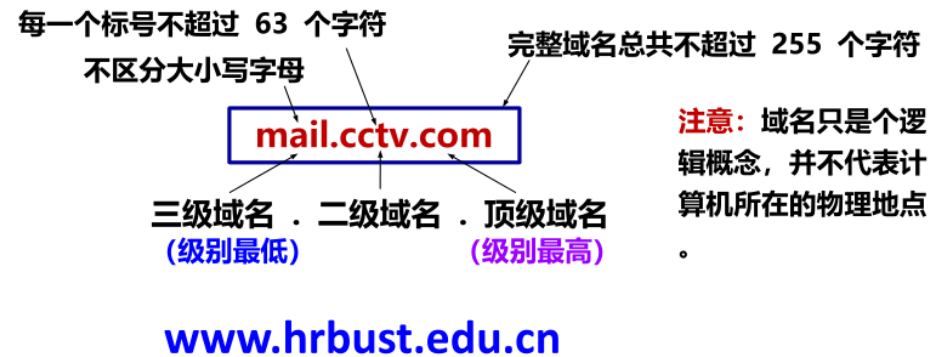 每一个标号不超过 63 个字符
不区分大小写字母
完整域名总共不超过 255 个字符
mail.cctv.com
三级域名 . 二级域名 . 顶级域名
（级别最低）
（级别最高）
注意：域名只是个逻
辑概念，并不代表计
算机所在的物理地点
。
www.hrbust.edu.cn